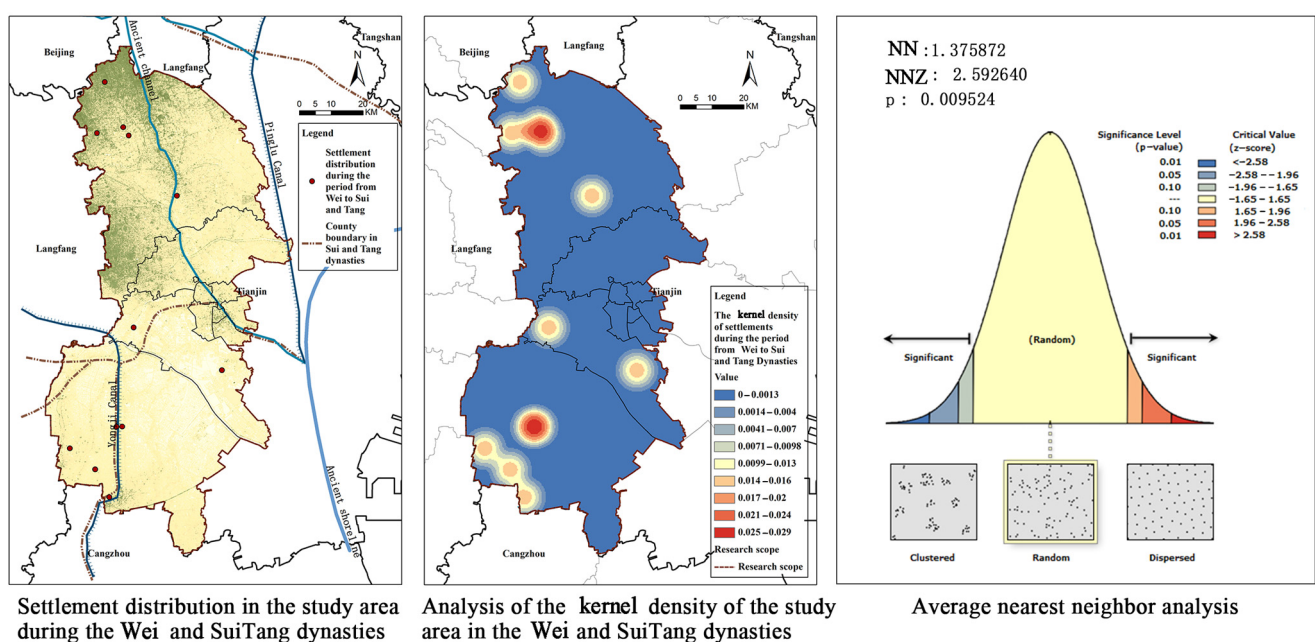 Beijing
Langfang
Tangshan
Ancient channel
N
0 5 10 20
KM
Pinglu Canal
Legend
Settlement
distribution
during the
period from
Wei to Sui
and Tang
County
boundary in
Sui and Tang
dynasties
Langfang
Tianjin
Yongji Canal
Ancient shoreline
Cangzhou
Settlement distribution in the study area
during the Wei and SuiTang dynasties
Beijing
Langfang
Tangshan
N
0 5 10 20
KM
Langfang
Tianjin
Cangzhou
Legend
The kernel density
of settlements
during the period
from Wei to Sui
and Tang Dynasties
Value
0-0.0013
0.0014-0.004
0.0041-0.007
0.0071-0.0098
0.0099-0.013
0.014-0.016
0.017-0.02
0.021-0.024
0.025-0.029
Research scope
Research scope
Analysis of the kernel density of the study
area in the Wei and SuiTang dynasties
NN :1.375872
NNZ : 2.592640
p : 0.009524
Significance Level
(p-value)
Critical Value
(z-score)
0.01 <-2.58
0.05 -2.58--1.96
0.10 -1.96--1.65
--- -1.65-1.65
0.10 1.65-1.96
0.05 1.96-2.58
0.01 >2.58
Significant
(Random)
Significant
Clustered
Random
Dispersed
Average nearest neighbor analysis